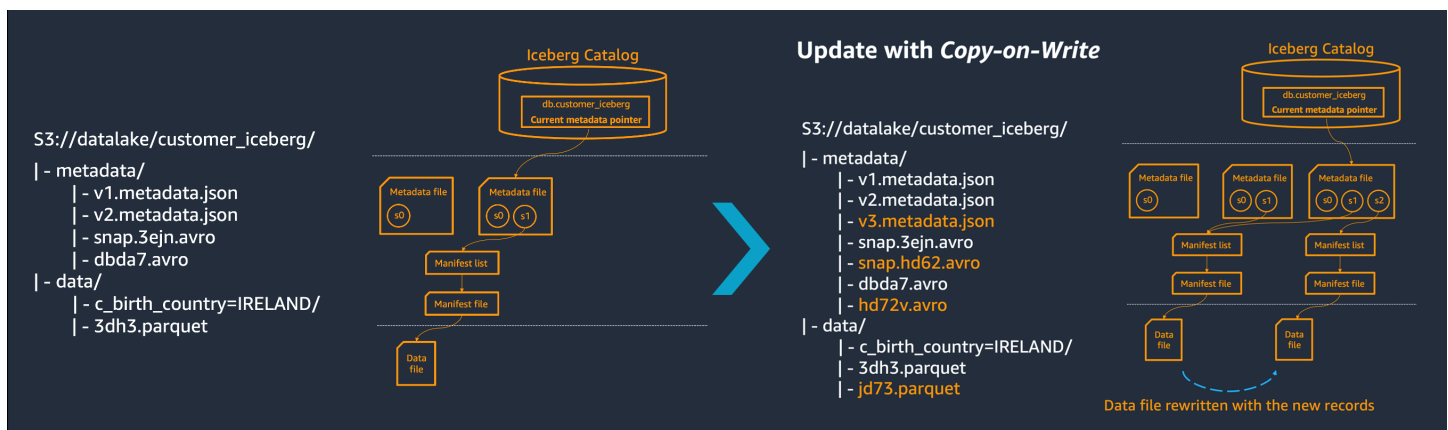 Iceberg Catalog
db.customer_iceberg
Current metadata pointer
S3://datalake/customer_iceberg/
|- metadata/
|- v1.metadata.json
|- v2.metadata.json
|- snap.3ejn.avro
|- dbda7.avro
|- data/
|- c_birth_country=IRELAND/
|- 3dh3.parquet
Metadata file
s0
Metadata file
s0 s1
Manifest list
Manifest file
Data
file
Update with Copy-on-Write
Iceberg Catalog
db.customer_iceberg
Current metadata pointer
S3://datalake/customer_iceberg/
|- metadata/
|- v1.metadata.json
|- v2.metadata.json
|- v3.metadata.json
|- snap.3ejn.avro
|- snap.hd62.avro
|- dbda7.avro
|- hd72v.avro
|- data/
|- c_birth_country=IRELAND/
|- 3dh3.parquet
|- jd73.parquet
Metadata file
s0
Metadata file
s0 s1
Metadata file
s0 s1 s2
Manifest list
Manifest list
Manifest file
Manifest file
Data
file
Data
file
Data file rewritten with the new records